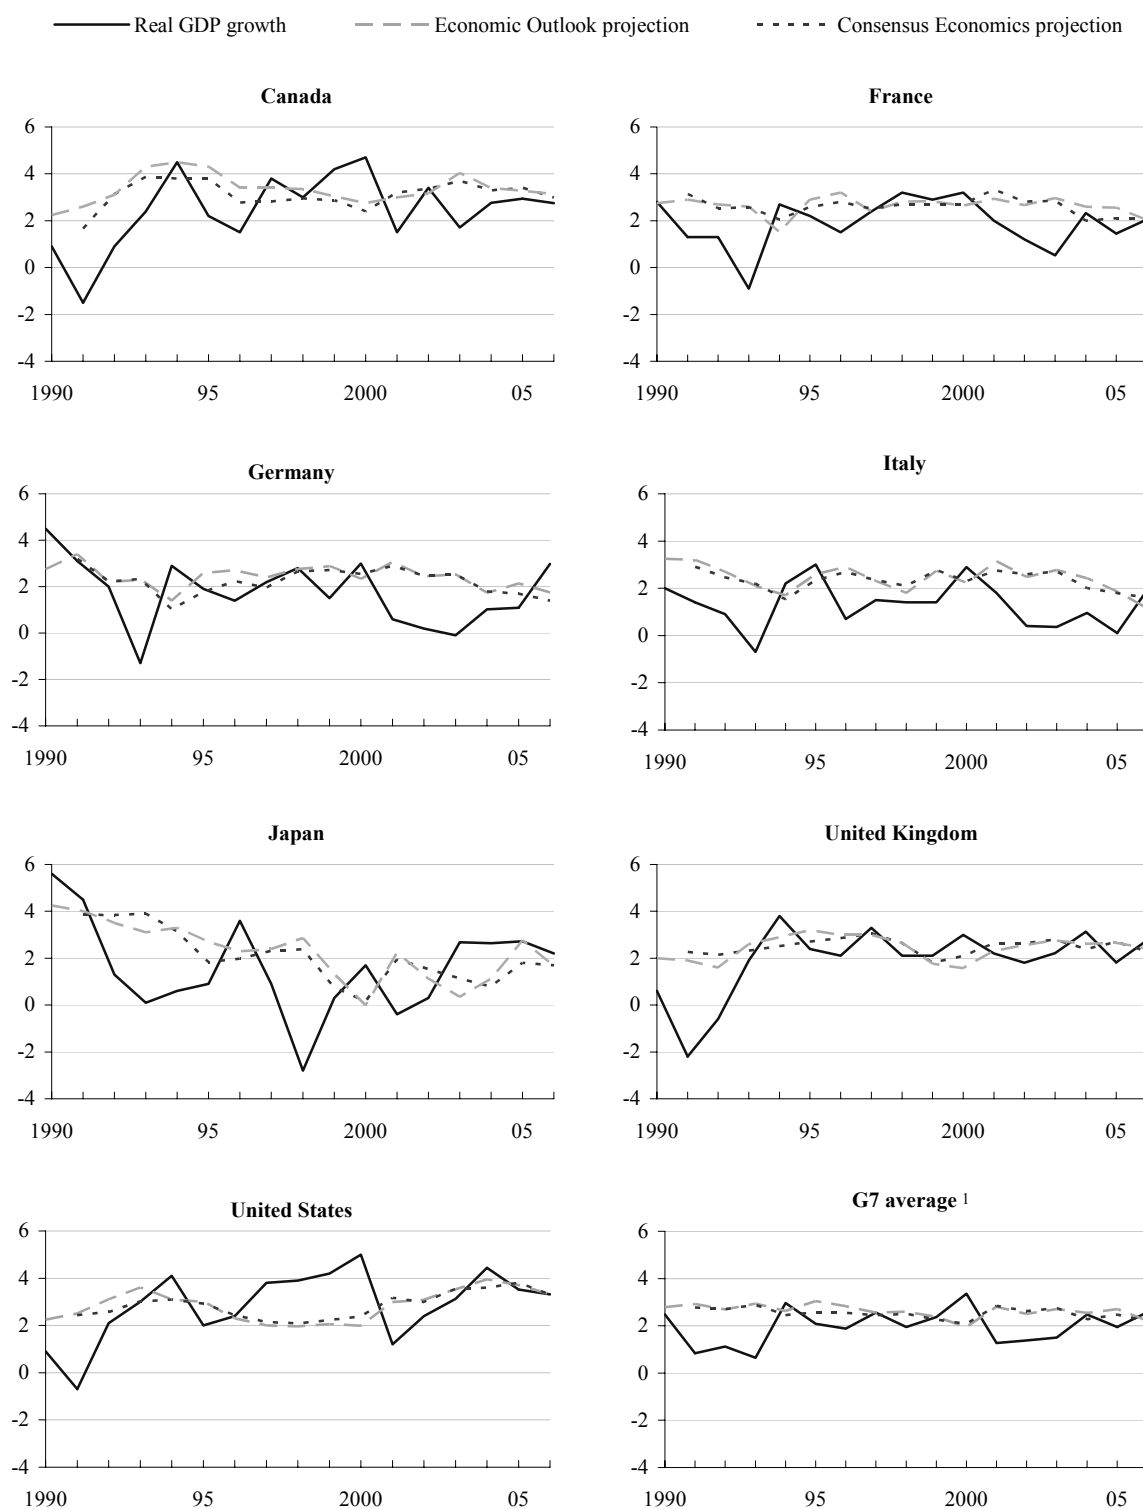 Real GDP growth Economic Outlook projection Consensus Economics projection
Canada
6
4
2
0
-2
-4
1990 95 2000 05
France
6
4
2
0
-2
-4
1990 95 2000 05
Germany
6
4
2
0
-2
-4
1990 95 2000 05
Italy
6
4
2
0
-2
-4
1990 95 2000 05
Japan
6
4
2
0
-2
-4
1990 95 2000 05
United Kingdom
6
4
2
0
-2
-4
1990 95 2000 05
United States
6
4
2
0
-2
-4
1990 95 2000 05
G7 average 1
6
4
2
0
-2
-4
1990 95 2000 05